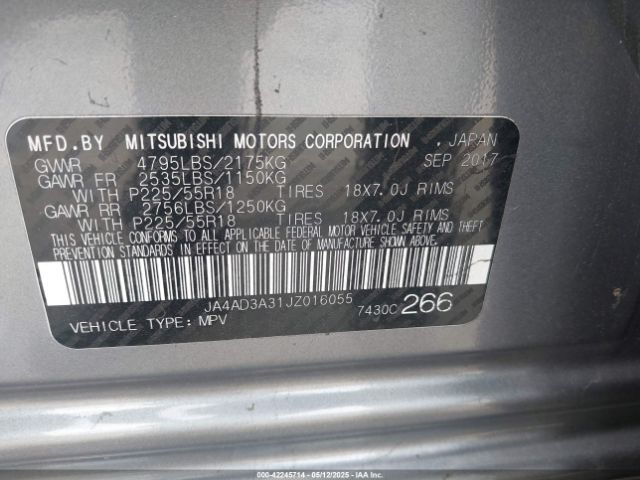 MFD.BY MITSUBISHI MOTORS CORPORATION , JAPAN
GWWR 4795LBS/2175KG SEP 2017
GAWR FR 2535LBS/1150KG
WITH P225/55R18 TIRES 18X7.0J RIMS
GAWR RR 2756LBS/1250KG
WITH P225/55R18 TIRES 18X7.0J RIMS
THIS VEHICLE CONFORMS TO ALL APPLICABLE FEDERAL MOTOR VEHICLE SAFETY AND THEFT
PREVENTION STANDARDS IN EFFECT ON THE DATE OF MANUFACTURE SHOWN ABOVE.
JA4AD3A31JZ016055
7430C 266
VEHICLE TYPE: MPV
000-42245714 - 05/12/2025 - IAA Inc.